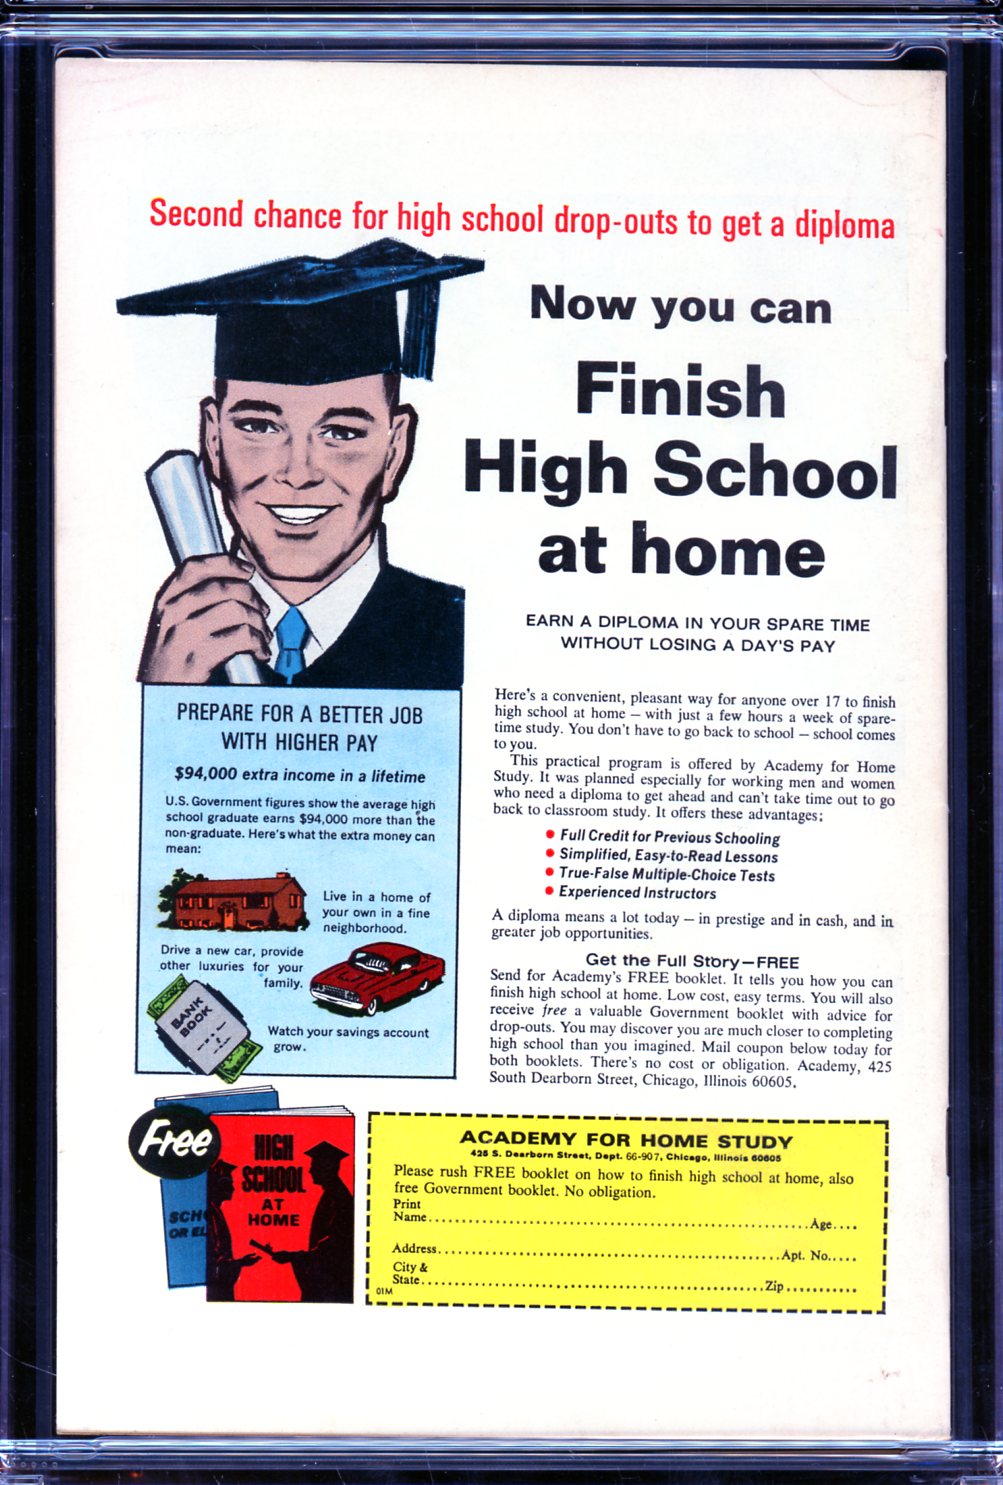 Second chance for high school drop-outs to get a diploma
Now you can
Finish
High School
at home
EARN A DIPLOMA IN YOUR SPARE TIME
WITHOUT LOSING A DAY'S PAY
PREPARE FOR A BETTER JOB
WITH HIGHER PAY
$94,000 extra income in a lifetime
U.S. Government figures show the average high
school graduate earns $94,000 more than the
non-graduate. Here's what the extra money can
mean:
Live in a home of
your own in a fine
neighborhood.
Drive a new car, provide
other luxuries for your
family.
BANK
BOOK
Watch your savings account
grow.
Here's a convenient, pleasant way for anyone over 17 to finish
high school at home – with just a few hours a week of spare-
time study. You don't have to go back to school – school comes
to you.
This practical program is offered by Academy for Home
Study. It was planned especially for working men and women
who need a diploma to get ahead and can't take time out to go
back to classroom study. It offers these advantages:
• Full Credit for Previous Schooling
• Simplified, Easy-to-Read Lessons
• True-False Multiple-Choice Tests
• Experienced Instructors
A diploma means a lot today – in prestige and in cash, and in
greater job opportunities.
Get the Full Story—FREE
Send for Academy's FREE booklet. It tells you how you can
finish high school at home. Low cost, easy terms. You will also
receive free a valuable Government booklet with advice for
drop-outs. You may discover you are much closer to completing
high school than you imagined. Mail coupon below today for
both booklets. There's no cost or obligation. Academy, 425
South Dearborn Street, Chicago, Illinois 60605.
Free
SCH
OR EL
HIGH
SCHOOL
AT
HOME
ACADEMY FOR HOME STUDY
425 S. Dearborn Street, Dept. 66-907, Chicago, Illinois 60605
Please rush FREE booklet on how to finish high school at home, also
free Government booklet. No obligation.
Print
Name.......... Age....
Address.......... Apt. No.....
City &
State.......... Zip..........
01M